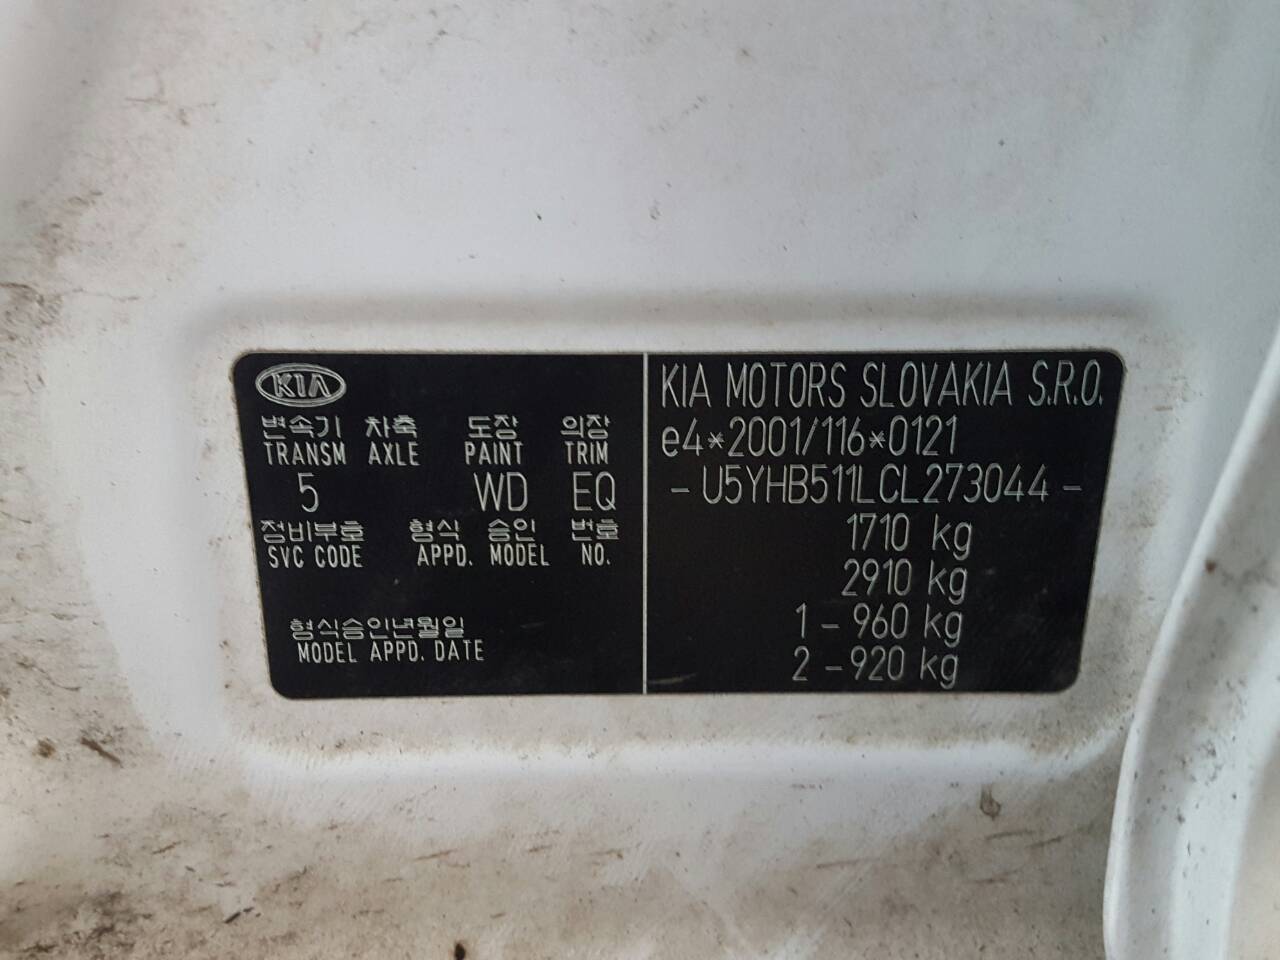 KIA
변속기 차축 도장 의장
TRANSM AXLE PAINT TRIM
5 WD EQ
정비부호 형식 승인 번호
SVC CODE APPD. MODEL NO.
형식승인년월일
MODEL APPD. DATE
KIA MOTORS SLOVAKIA S.R.O.
e4*2001/116*0121
- U5YHB511LCL273044 -
1710 kg
2910 kg
1 - 960 kg
2 - 920 kg